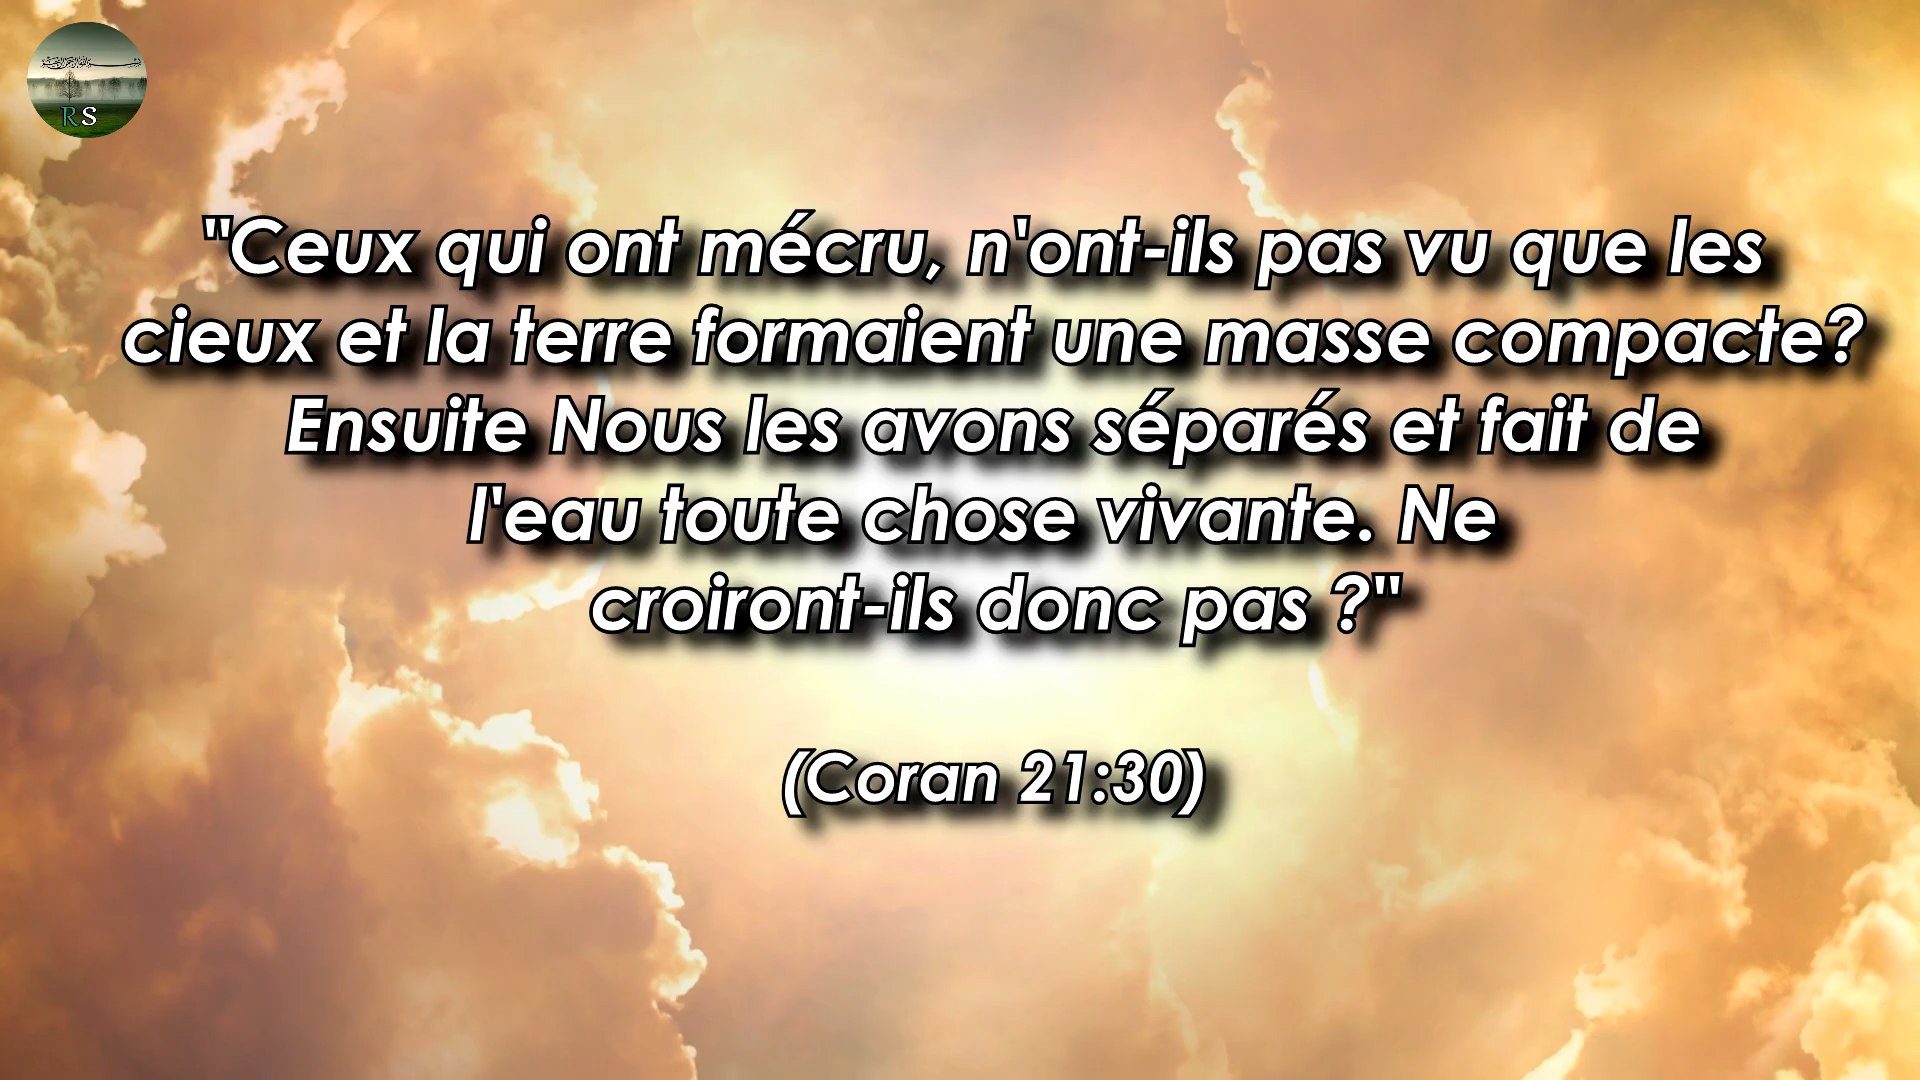 RS
"Ceux qui ont mécru, n'ont-ils pas vu que les
cieux et la terre formaient une masse compacte?
Ensuite Nous les avons séparés et fait de
l'eau toute chose vivante. Ne
croiront-ils donc pas ?"
(Coran 21:30)